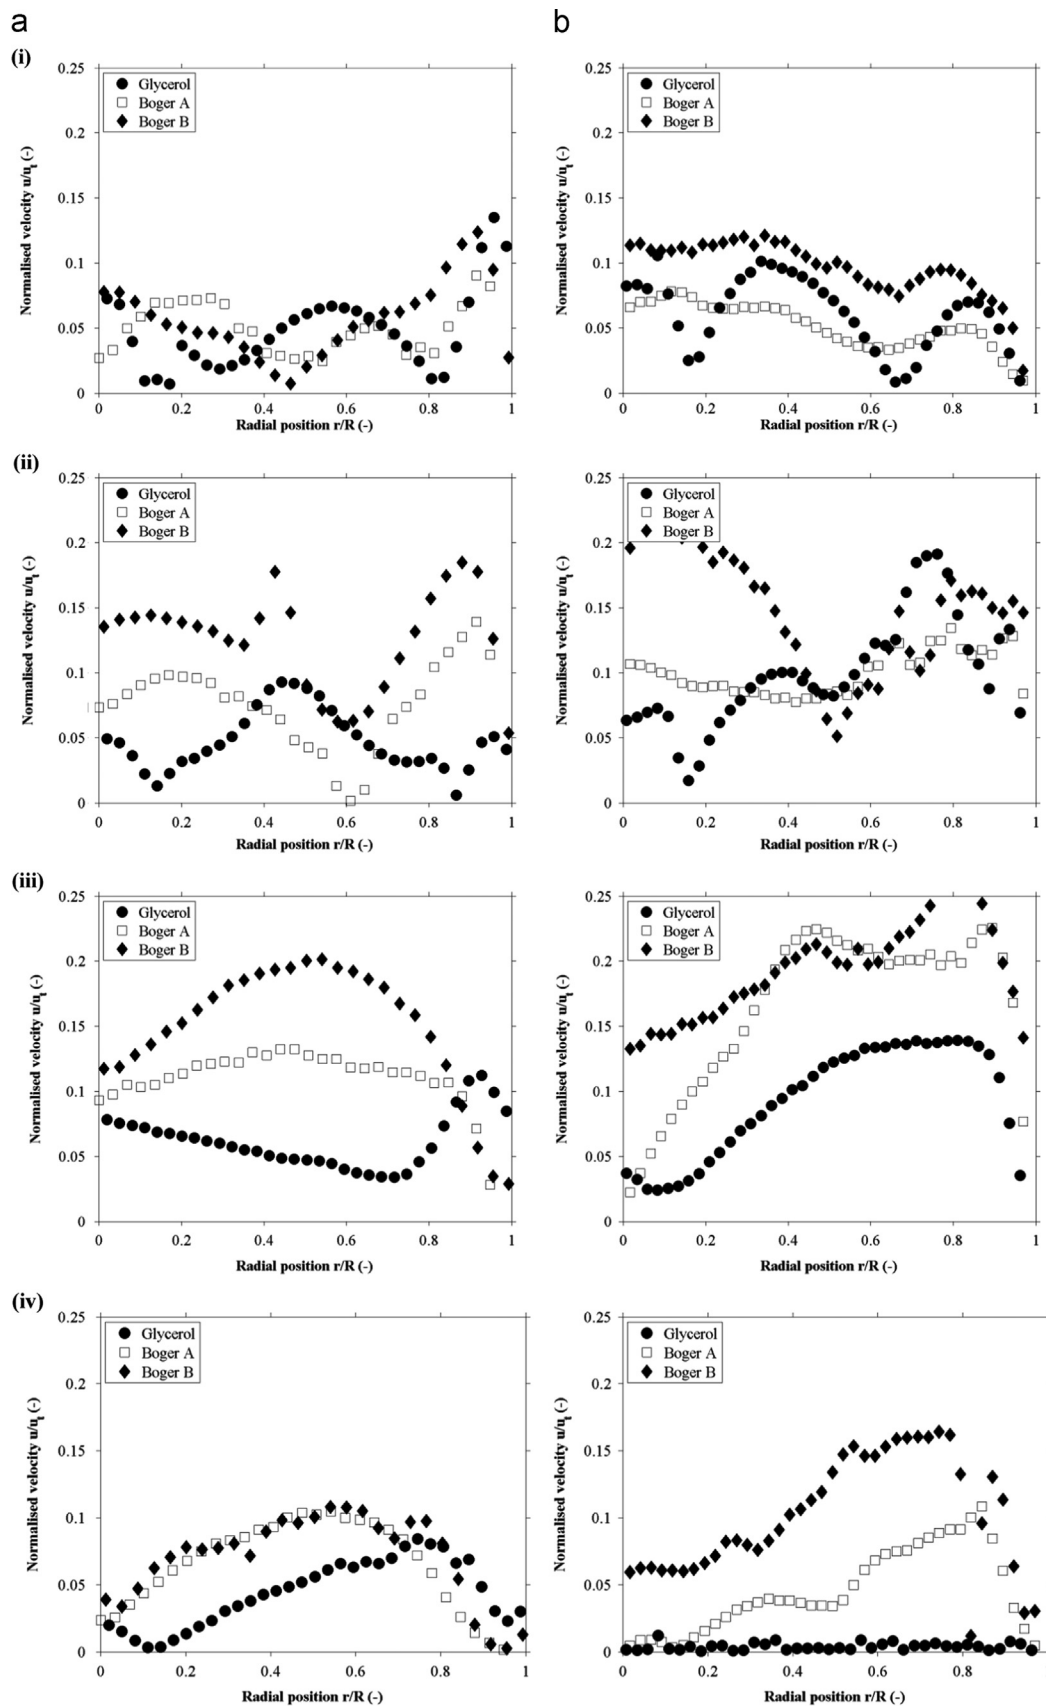 a
b
(i)
0.25
0.2
0.15
0.1
0.05
0
Normalised velocity u/ut (-)
Glycerol
Boger A
Boger B
0 0.2 0.4 0.6 0.8 1
Radial position r/R (-)
0.25
0.2
0.15
0.1
0.05
0
Normalised velocity u/ut (-)
Glycerol
Boger A
Boger B
0 0.2 0.4 0.6 0.8 1
Radial position r/R (-)
(ii)
0.25
0.2
0.15
0.1
0.05
0
Normalised velocity u/ut (-)
Glycerol
Boger A
Boger B
0 0.2 0.4 0.6 0.8 1
Radial position r/R (-)
0.25
0.2
0.15
0.1
0.05
0
Normalised velocity u/ut (-)
Glycerol
Boger A
Boger B
0 0.2 0.4 0.6 0.8 1
Radial position r/R (-)
(iii)
0.25
0.2
0.15
0.1
0.05
0
Normalised velocity u/ut (-)
Glycerol
Boger A
Boger B
0 0.2 0.4 0.6 0.8 1
Radial position r/R (-)
0.25
0.2
0.15
0.1
0.05
0
Normalised velocity u/ut (-)
Glycerol
Boger A
Boger B
0 0.2 0.4 0.6 0.8 1
Radial position r/R (-)
(iv)
0.25
0.2
0.15
0.1
0.05
0
Normalised velocity u/ut (-)
Glycerol
Boger A
Boger B
0 0.2 0.4 0.6 0.8 1
Radial position r/R (-)
0.25
0.2
0.15
0.1
0.05
0
Normalised velocity u/ut (-)
Glycerol
Boger A
Boger B
0 0.2 0.4 0.6 0.8
Radial position r/R (-)